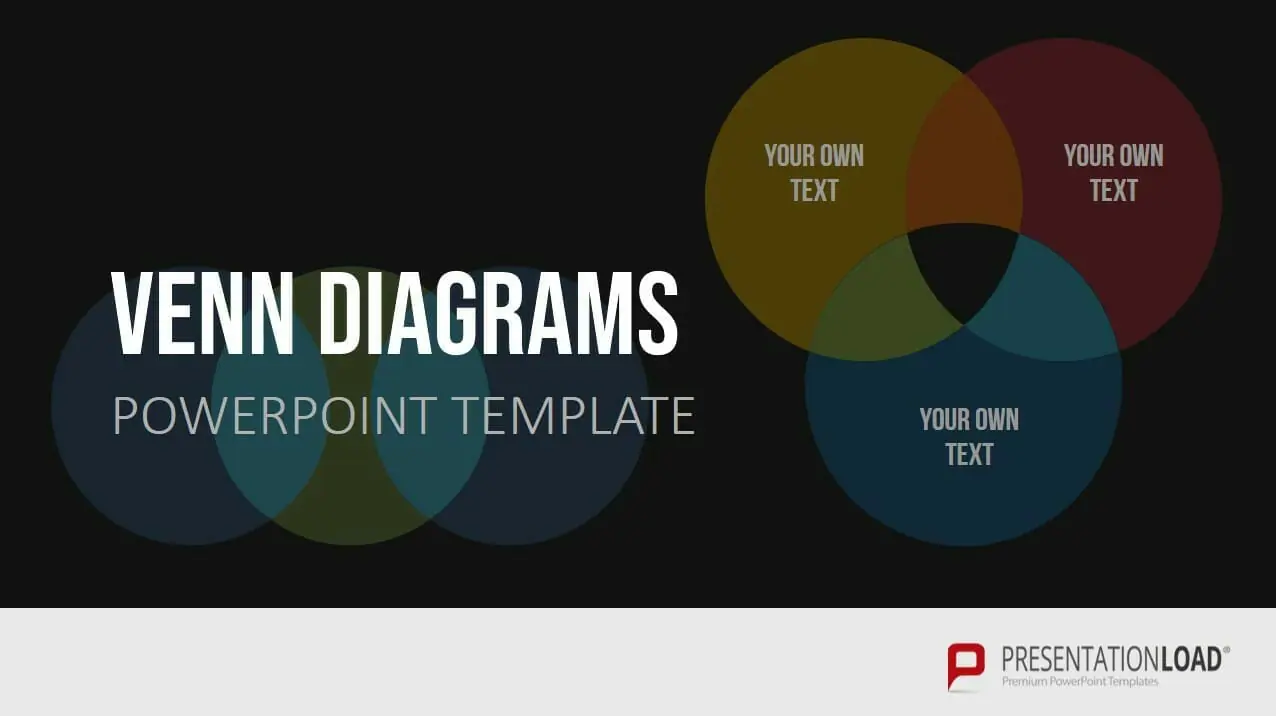 YOUR OWN
TEXT
YOUR OWN
TEXT
VENN DIAGRAMS
POWERPOINT TEMPLATE
YOUR OWN
TEXT
PRESENTATIONLOAD®
Premium PowerPoint Templates